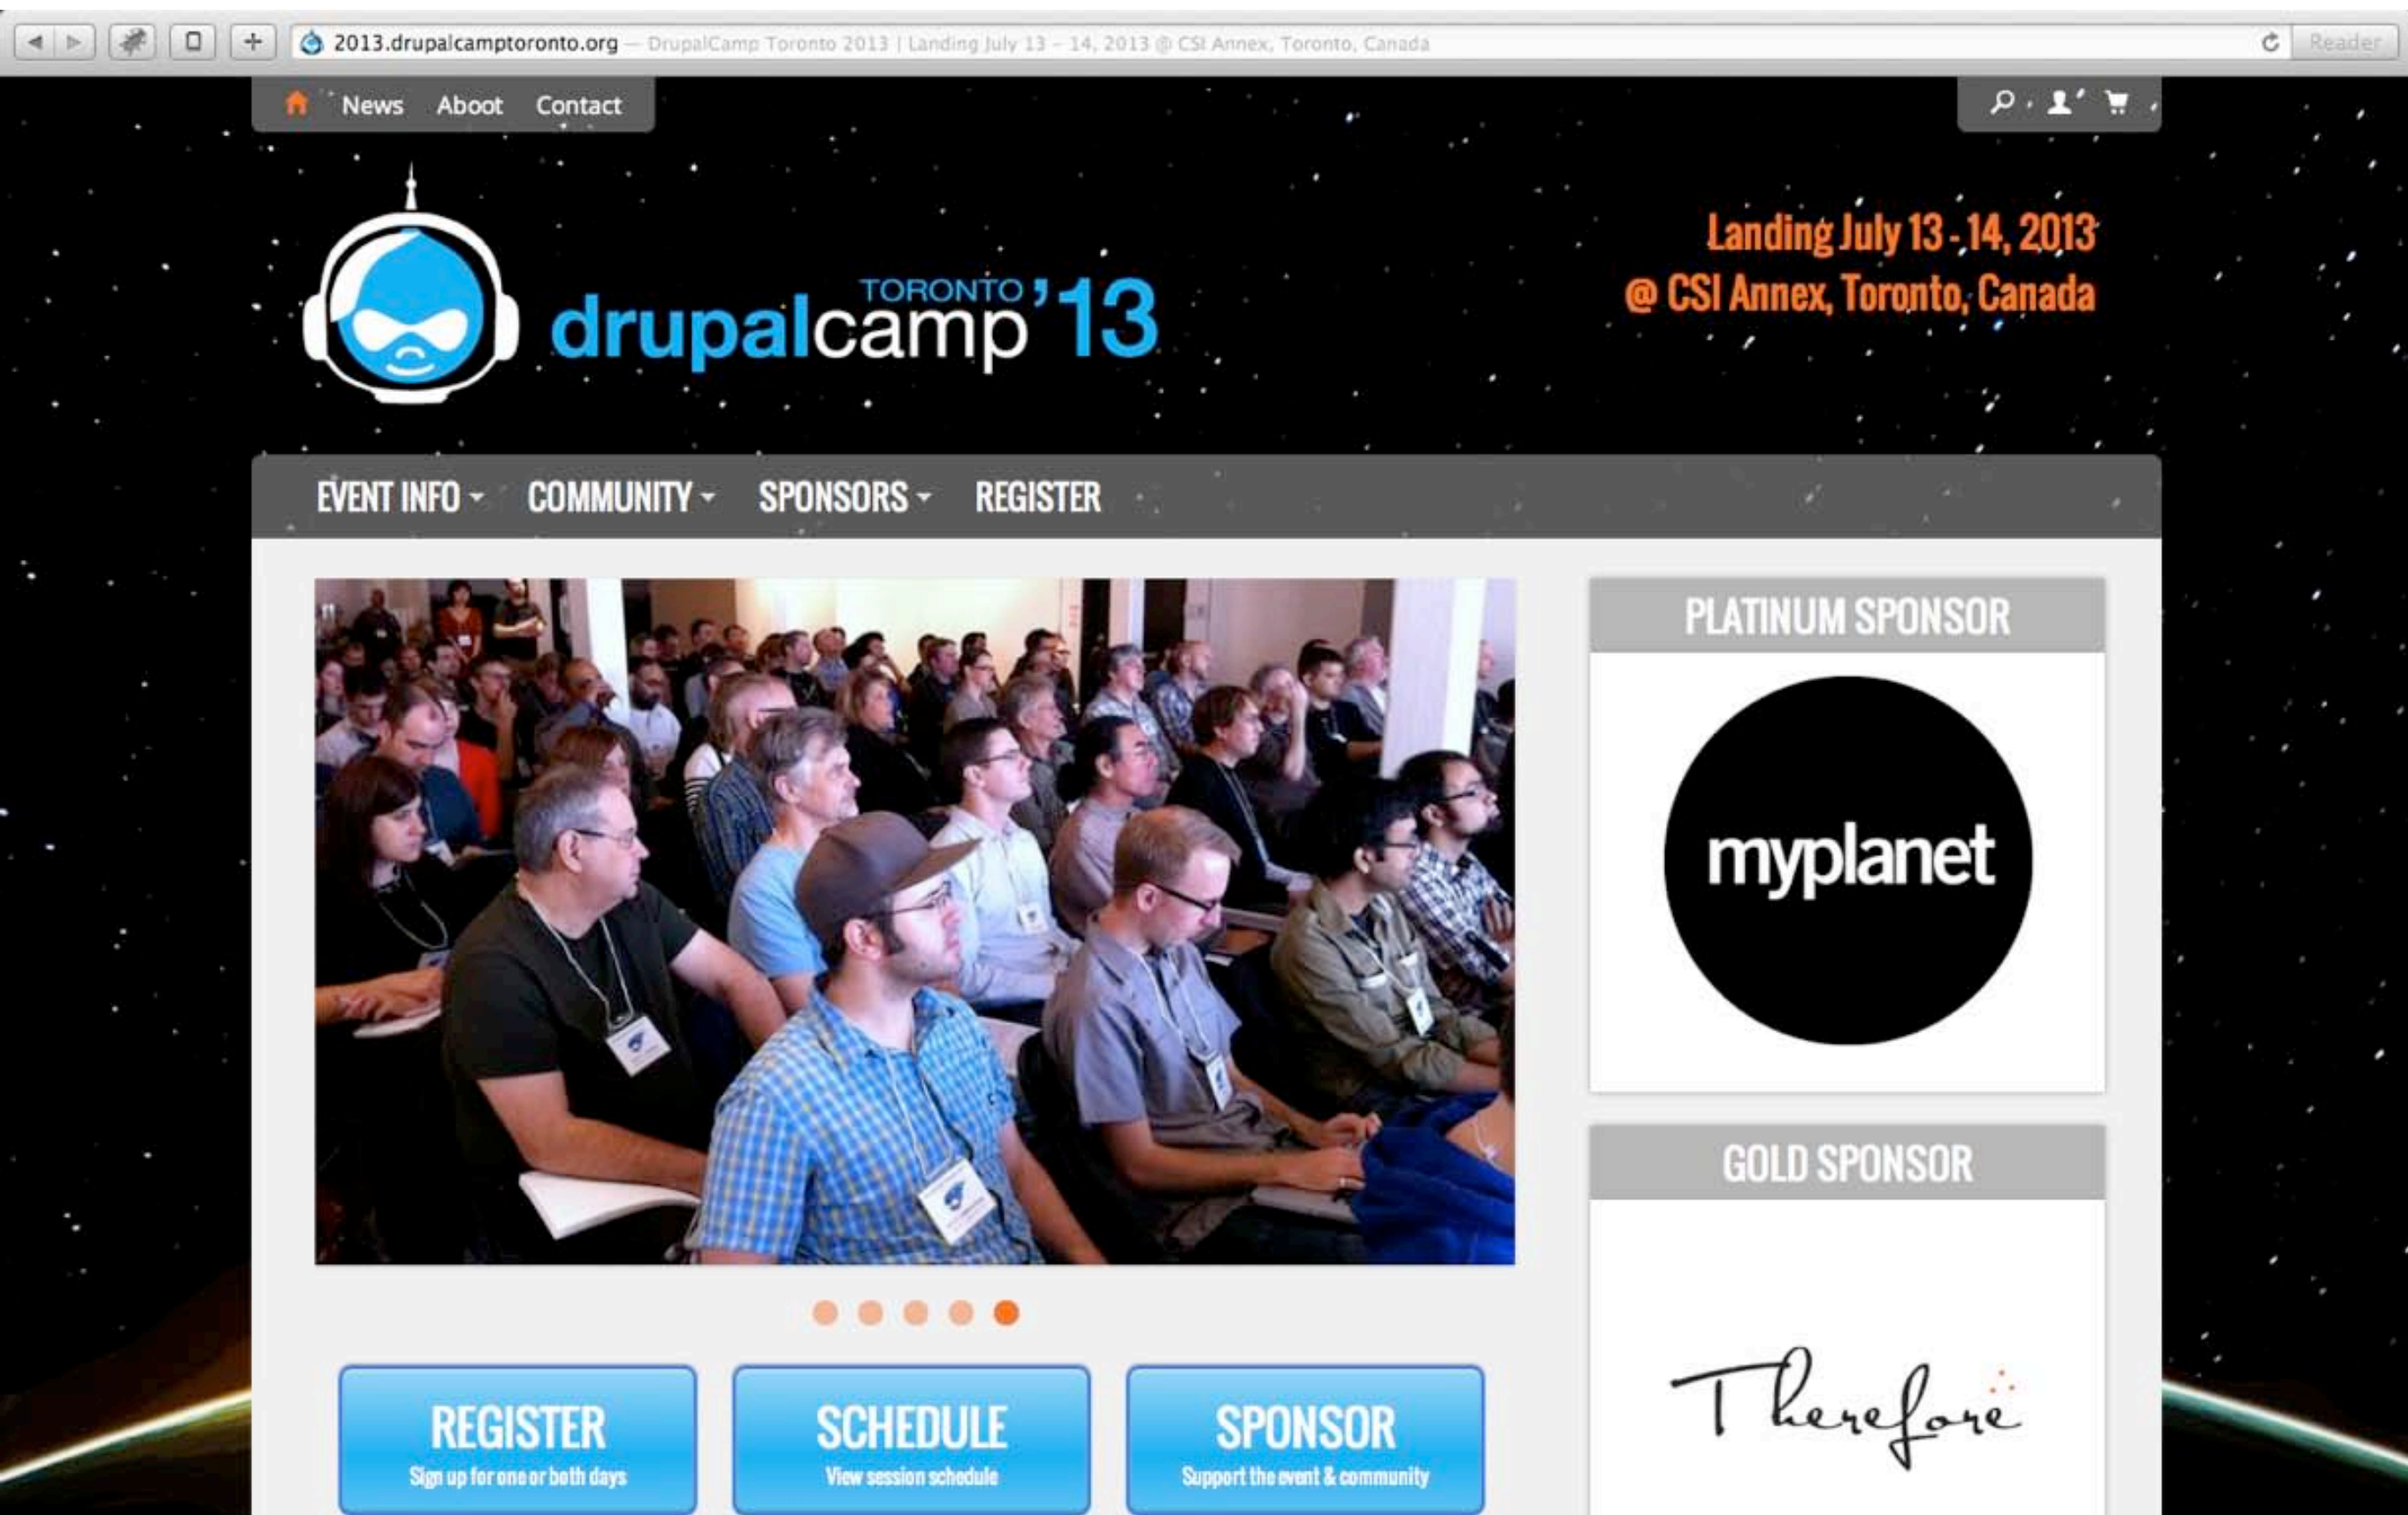 2013.drupalcamptoronto.org — DrupalCamp Toronto 2013 | Landing July 13 – 14, 2013 @ CSI Annex, Toronto, Canada
Reader
News Aboot Contact
Landing July 13 - 14, 2013
@ CSI Annex, Toronto, Canada
TORONTO
drupalcamp '13
EVENT INFO COMMUNITY SPONSORS REGISTER
PLATINUM SPONSOR
myplanet
GOLD SPONSOR
Therefore
REGISTER
Sign up for one or both days
SCHEDULE
View session schedule
SPONSOR
Support the event & community